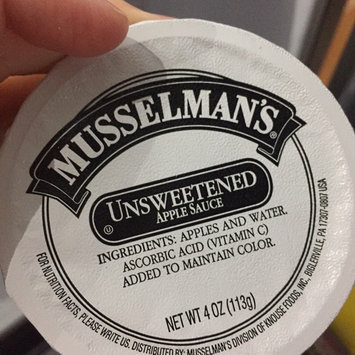 MUSSELMAN'S®
UNSWEETENED
APPLE SAUCE
U
INGREDIENTS: APPLES AND WATER.
ASCORBIC ACID (VITAMIN C)
ADDED TO MAINTAIN COLOR.
NET WT 4 OZ (113g)
FOR NUTRITION FACTS, PLEASE WRITE US. DISTRIBUTED BY: MUSSELMAN'S DIVISION OF KNOUSE FOODS, INC., BIGLERVILLE, PA 17307-0807 USA